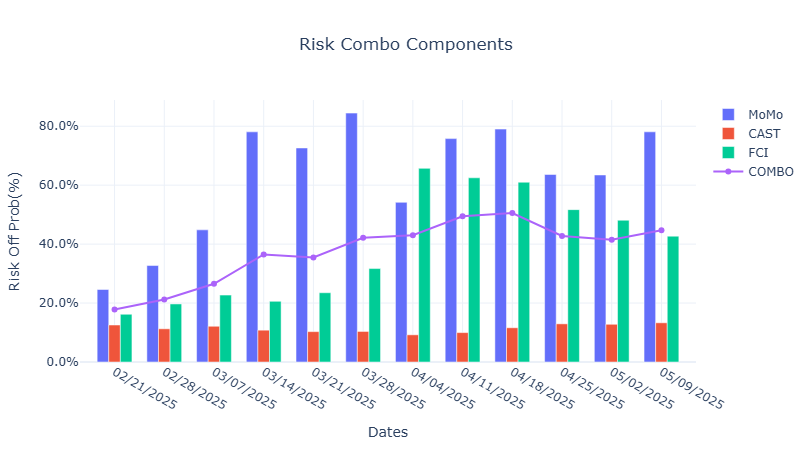 Risk Combo Components
MoMo
CAST
FCI
COMBO
Risk Off Prob(%)
80.0%
60.0%
40.0%
20.0%
0.0%
02/21/2025
02/28/2025
03/07/2025
03/14/2025
03/21/2025
03/28/2025
04/04/2025
04/11/2025
04/18/2025
04/25/2025
05/02/2025
05/09/2025
Dates